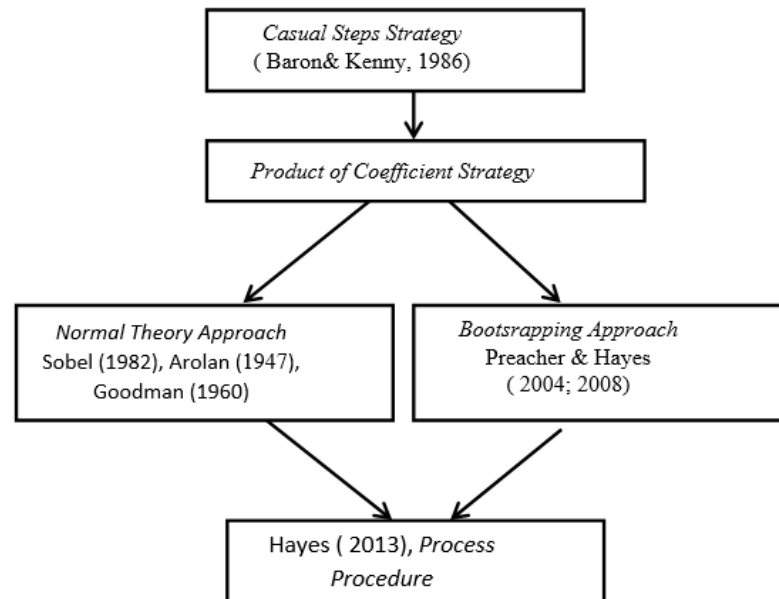 Casual Steps Strategy
( Baron& Kenny, 1986)
Product of Coefficient Strategy
Normal Theory Approach
Sobel (1982), Arolan (1947),
Goodman (1960)
Bootsrapping Approach
Preacher & Hayes
( 2004; 2008)
Hayes ( 2013), Process
Procedure